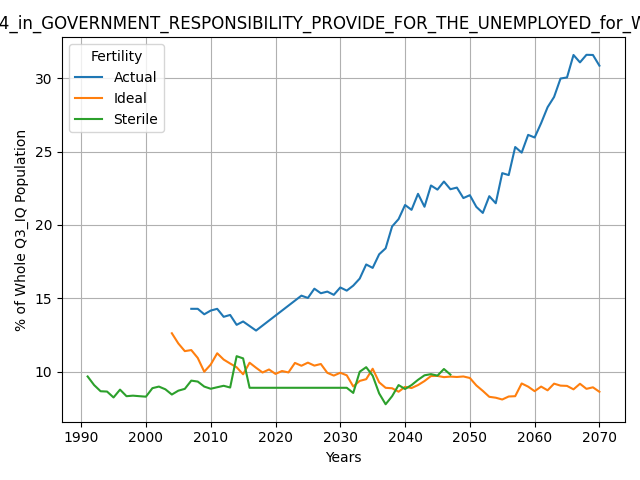 4_in_GOVERNMENT_RESPONSIBILITY_PROVIDE_FOR_THE_UNEMPLOYED_for_W
Fertility
Actual
Ideal
Sterile
% of Whole Q3_IQ Population
30
25
20
15
10
1990 2000 2010 2020 2030 2040 2050 2060 2070
Years